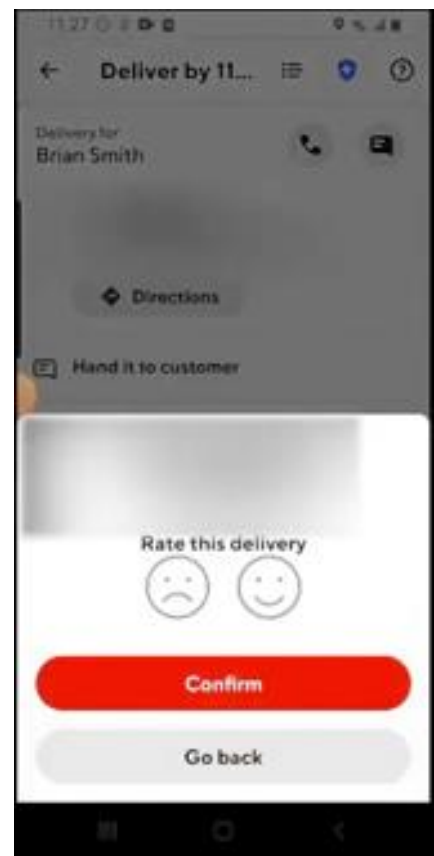 11:27
Deliver by 11...
Delivery for
Brian Smith
Directions
Hand it to customer
Rate this delivery
Confirm
Go back